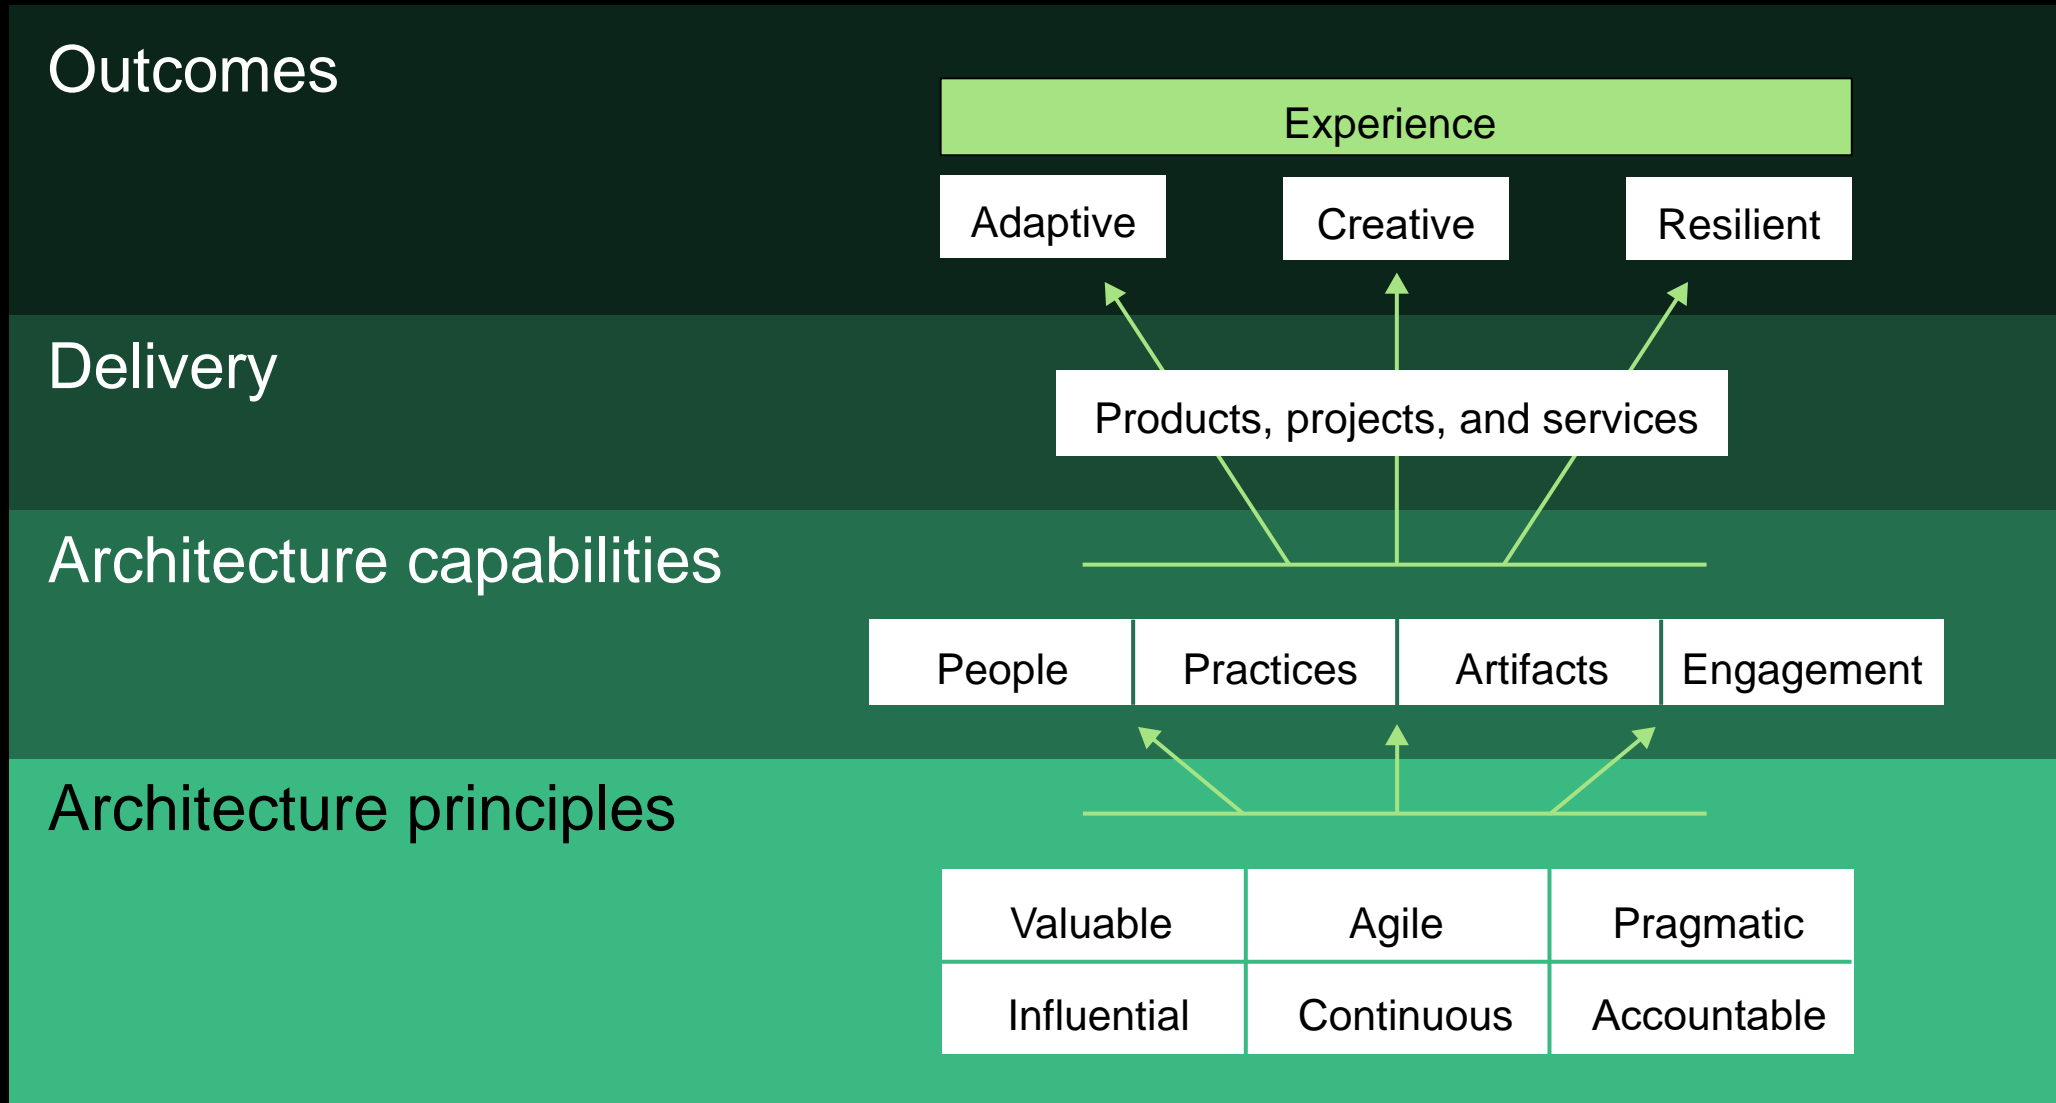 Outcomes
Experience
Adaptive
Creative
Resilient
Delivery
Products, projects, and services
Architecture capabilities
People
Practices
Artifacts
Engagement
Architecture principles
Valuable
Agile
Pragmatic
Influential
Continuous
Accountable